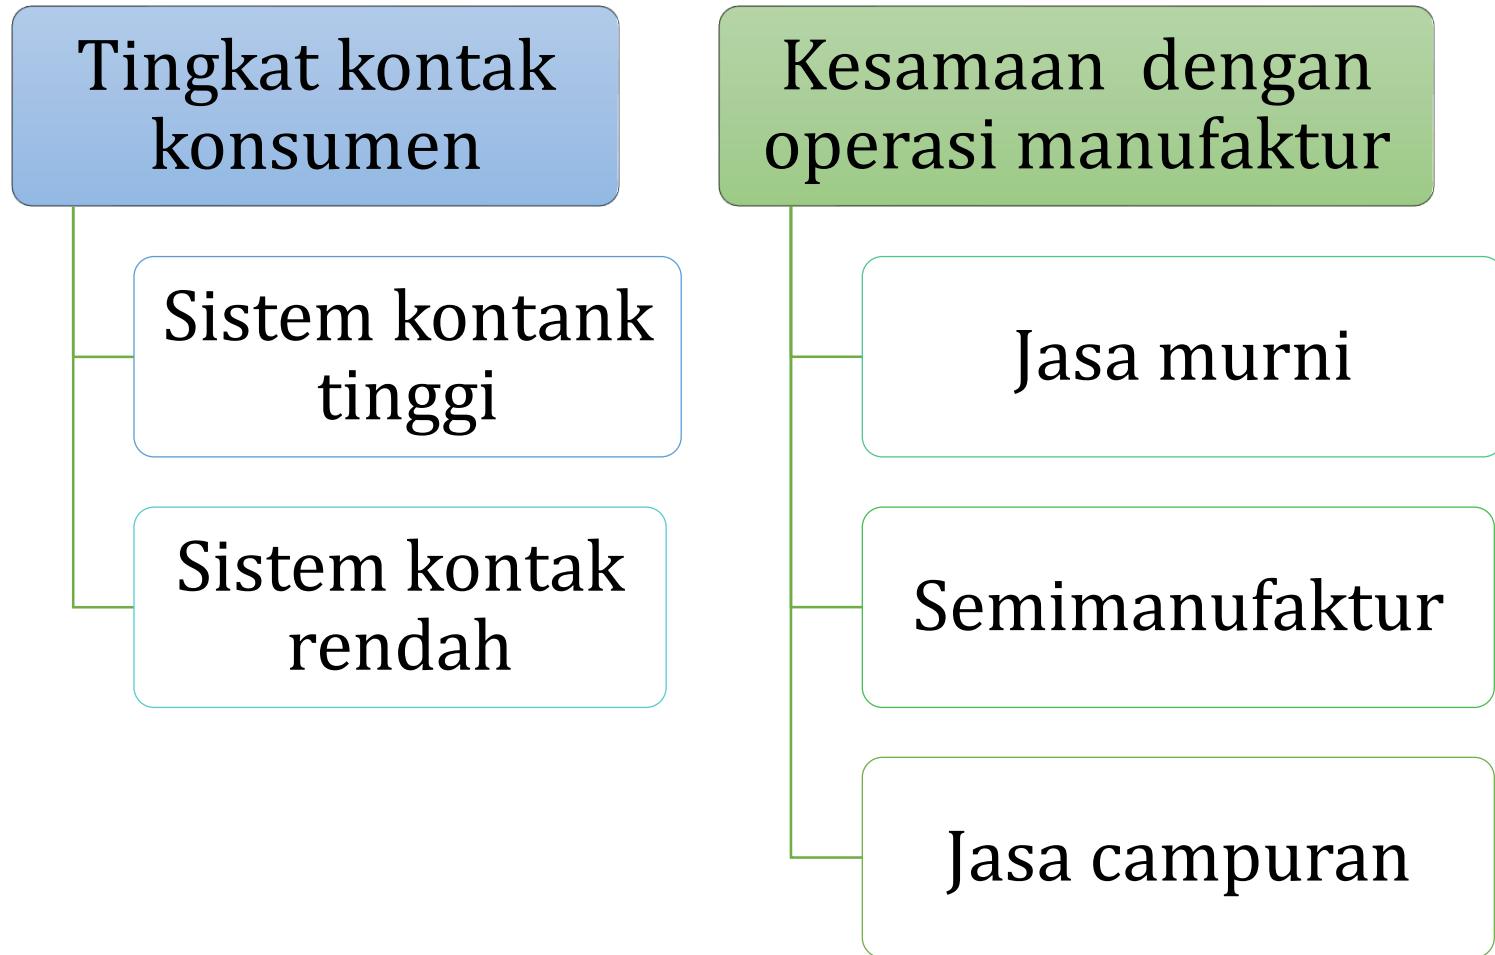 Tingkat kontak
konsumen
Sistem kontank
tinggi
Sistem kontak
rendah
Kesamaan  dengan
operasi manufaktur
Jasa murni
Semimanufaktur
Jasa campuran